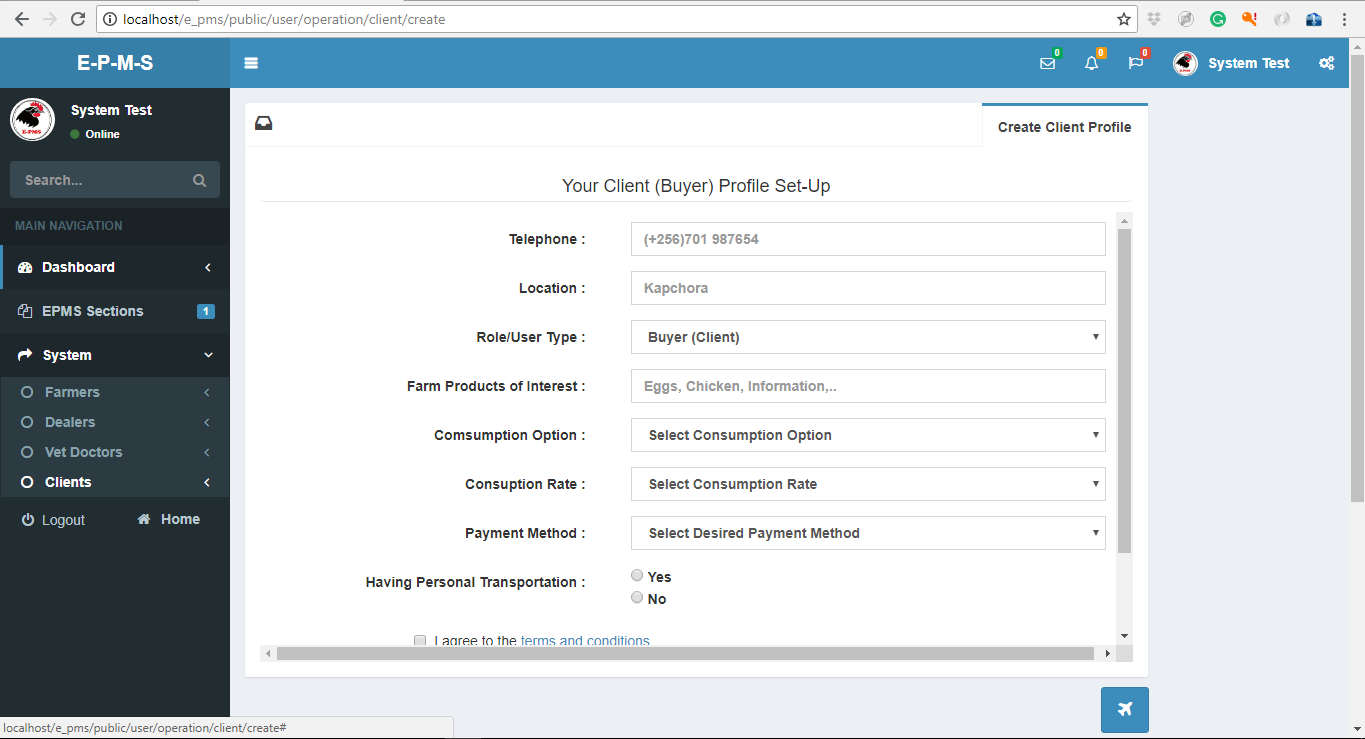 localhost/e_pms/public/user/operation/client/create
E-P-M-S
0
0
0
System Test
System Test
Online
E-PMS
Search...
MAIN NAVIGATION
Dashboard
EPMS Sections
1
System
Farmers
Dealers
Vet Doctors
Clients
Logout
Home
Create Client Profile
Your Client (Buyer) Profile Set-Up
Telephone :
(+256)701 987654
Location :
Kapchora
Role/User Type :
Buyer (Client)
Farm Products of Interest :
Eggs, Chicken, Information,..
Comsumption Option :
Select Consumption Option
Consuption Rate :
Select Consumption Rate
Payment Method :
Select Desired Payment Method
Having Personal Transportation :
Yes
No
I agree to the terms and conditions
localhost/e_pms/public/user/operation/client/create#